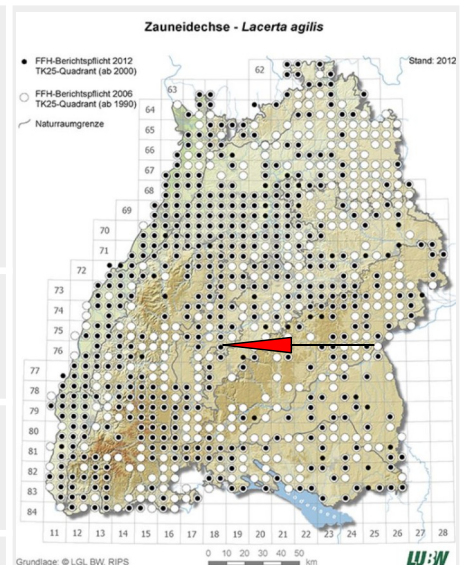 Zauneidechse - Lacerta agilis
FFH-Berichtspflicht 2012
TK25-Quadrant (ab 2000)
Stand: 2012
FFH-Berichtspflicht 2006
TK25-Quadrant (ab 1990)
Naturraumgrenze
62
63
64
65
66
67
68
69
70
71
72
73
74
75
76
77
78
79
80
81
82
83
84
11 12 13 14 15 16 17 18 19 20 21 22 23 24 25 26 27 28
0 10 20 30 40 50
km
Grundlage: © LGL BW, RIPS
LUBW